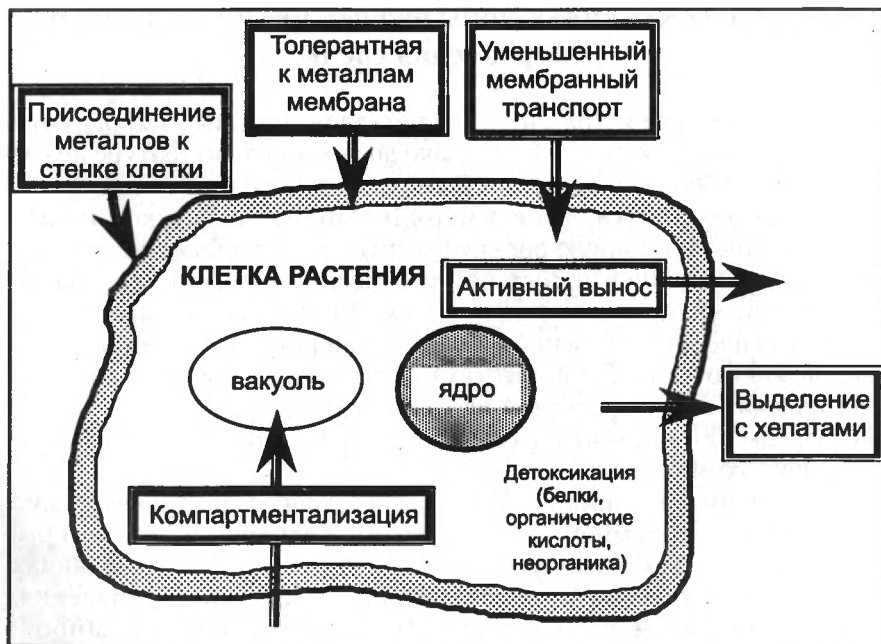 Толерантная
к металлам
мембрана
Уменьшенный
мембранный
транспорт
Присоединение
металлов к
стенке клетки
КЛЕТКА РАСТЕНИЯ
Активный вынос
вакуоль
ядро
Выделение
с хелатами
Детоксикация
(белки,
органические
кислоты,
неорганика)
Компартментализация